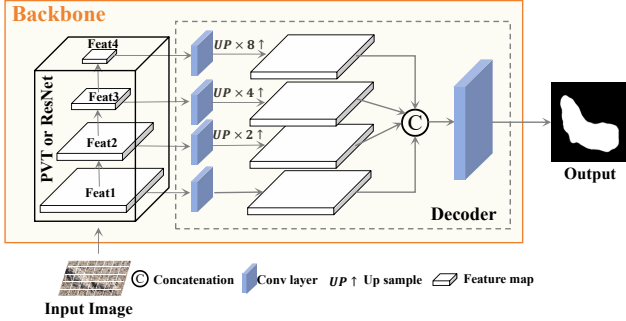 Backbone
PVT or ResNet
Feat4
Feat3
Feat2
Feat1
UP × 8 ↑
UP × 4 ↑
UP × 2 ↑
C
Decoder
Output
Input Image
C Concatenation
Conv layer
UP ↑ Up sample
Feature map